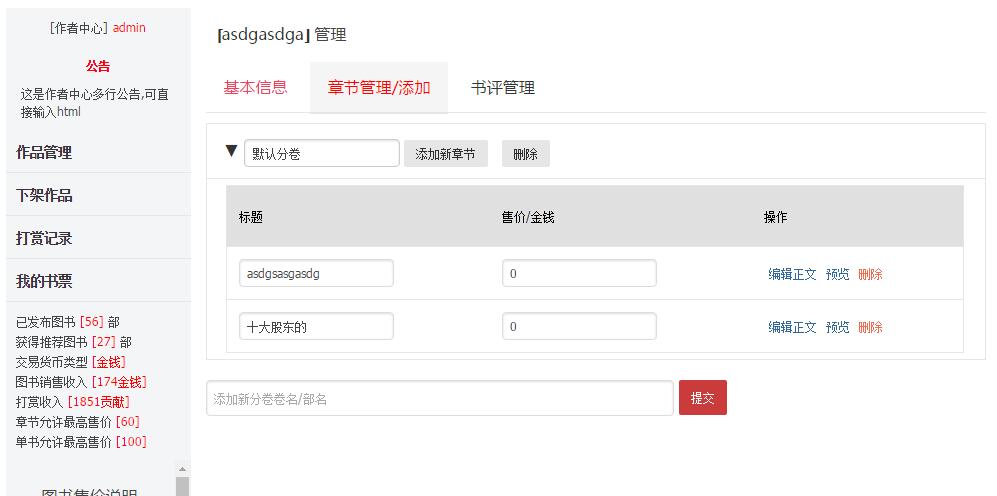 [作者中心] admin
公告
这是作者中心多行公告,可直
接输入html
作品管理
下架作品
打赏记录
我的书票
已发布图书 [56] 部
获得推荐图书 [27] 部
交易货币类型 [金钱]
图书销售收入 [174金钱]
打赏收入 [1851贡献]
章节允许最高售价 [60]
单书允许最高售价 [100]
图书售价说明
⌈asdgasdga⌋ 管理
基本信息 章节管理/添加 书评管理
▼ 默认分卷 添加新章节 删除
标题 售价/金钱 操作
asdgsasgasdg 0 编辑正文 预览 删除
十大股东的 0 编辑正文 预览 删除
添加新分卷卷名/部名 提交